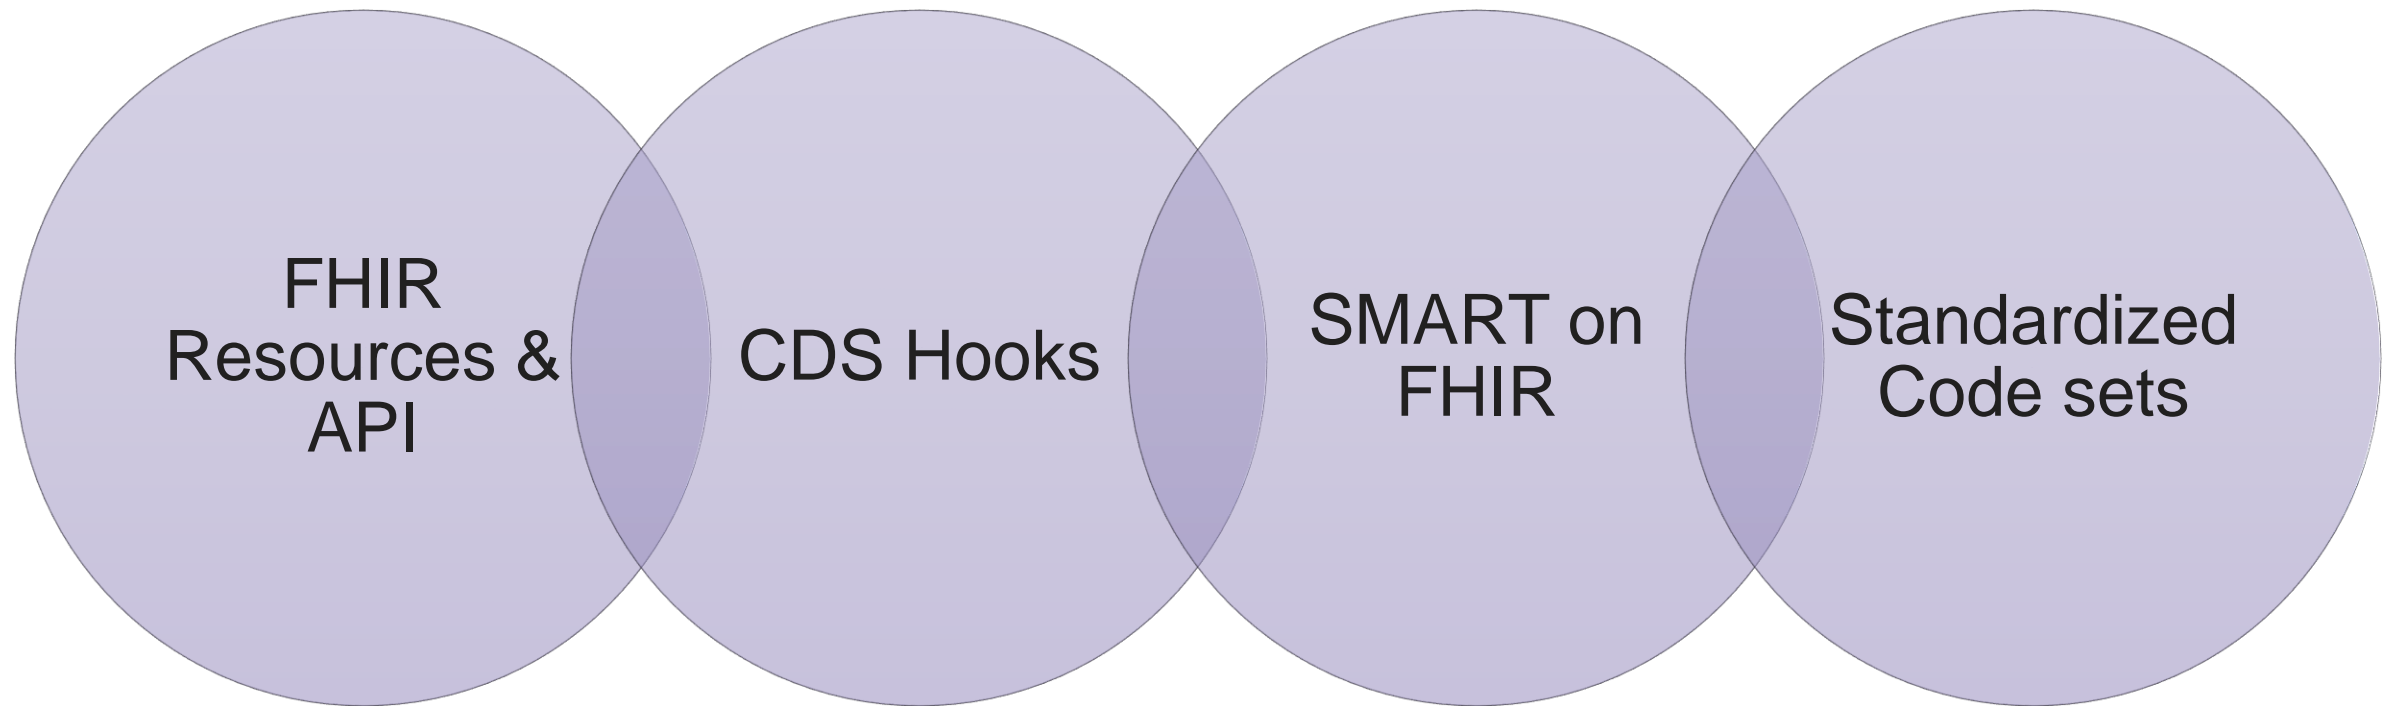 FHIR
Resources &
API
CDS Hooks
SMART on
FHIR
Standardized
Code sets